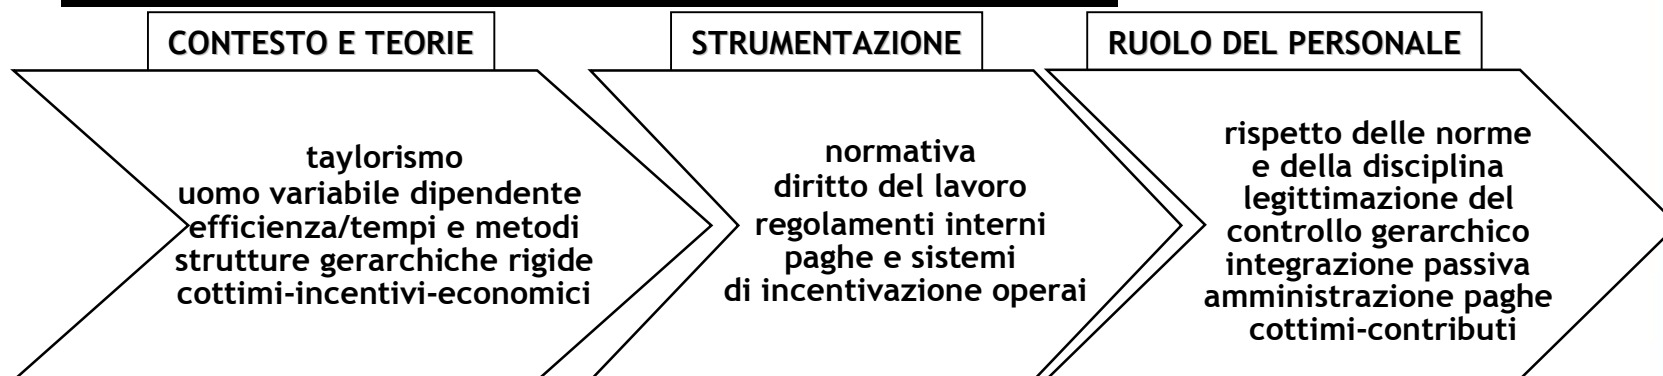 CONTESTO E TEORIE
taylorismo
uomo variabile dipendente
efficienza/tempi e metodi
strutture gerarchiche rigide
cottimi-incentivi-economici
STRUMENTAZIONE
normativa
diritto del lavoro
regolamenti interni
paghe e sistemi
di incentivazione operai
RUOLO DEL PERSONALE
rispetto delle norme
e della disciplina
legittimazione del
controllo gerarchico
integrazione passiva
amministrazione paghe
cottimi-contributi